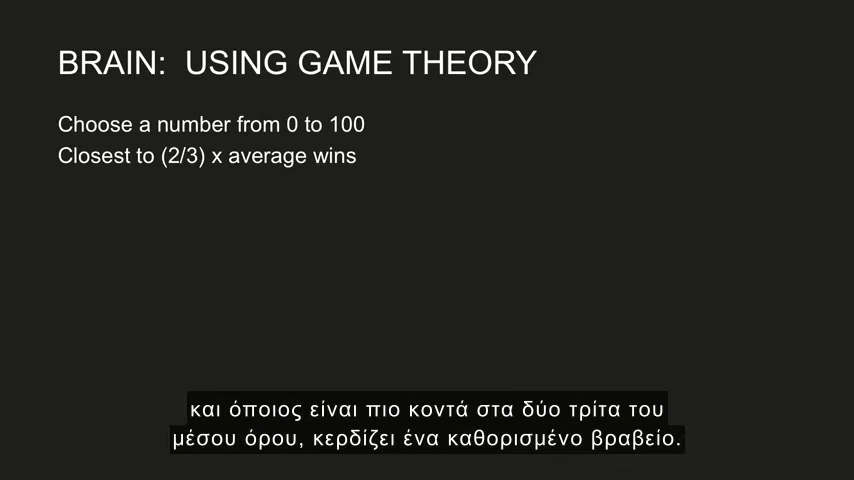 BRAIN: USING GAME THEORY
Choose a number from 0 to 100
Closest to (2/3) x average wins
και όποιος είναι πιο κοντά στα δύο τρίτα του
μέσου όρου, κερδίζει ένα καθορισμένο βραβείο.